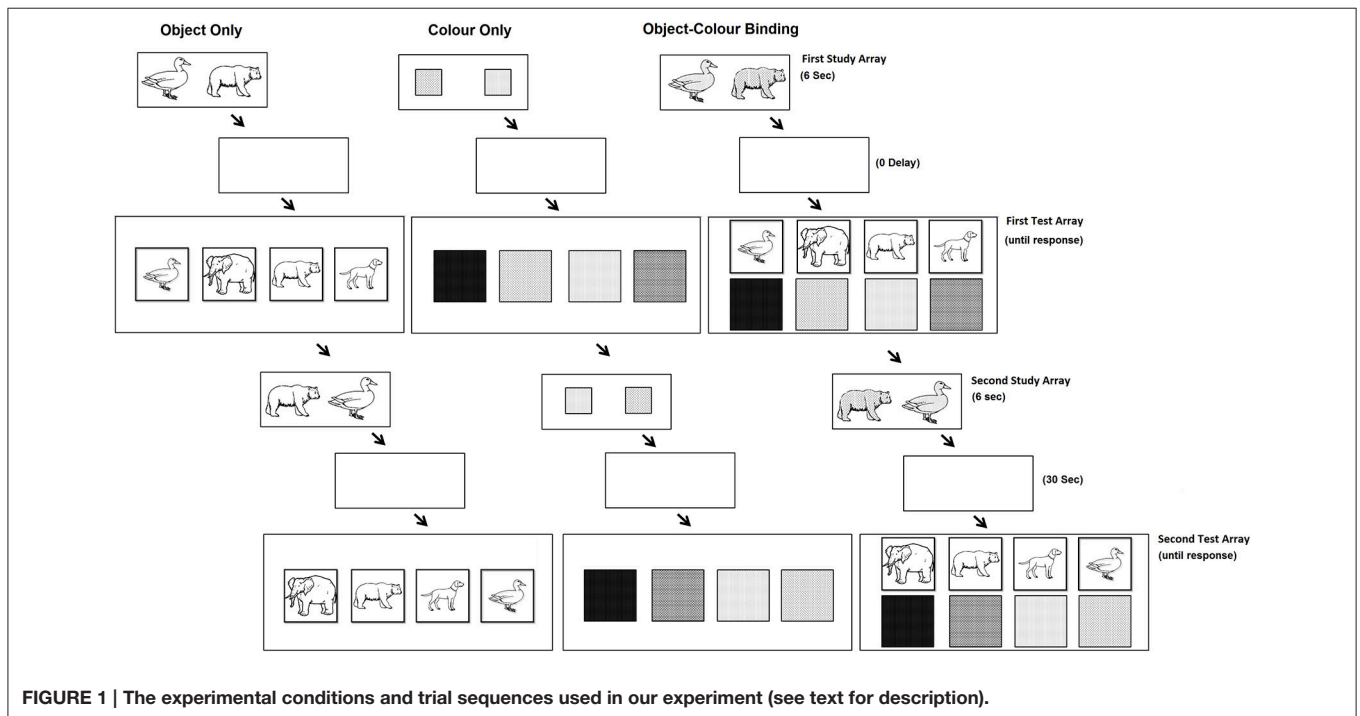 Object Only
Colour Only
Object-Colour Binding
First Study Array
(6 Sec)
(0 Delay)
First Test Array
(until response)
Second Study Array
(6 sec)
(30 Sec)
Second Test Array
(until response)
FIGURE 1 | The experimental conditions and trial sequences used in our experiment (see text for description).